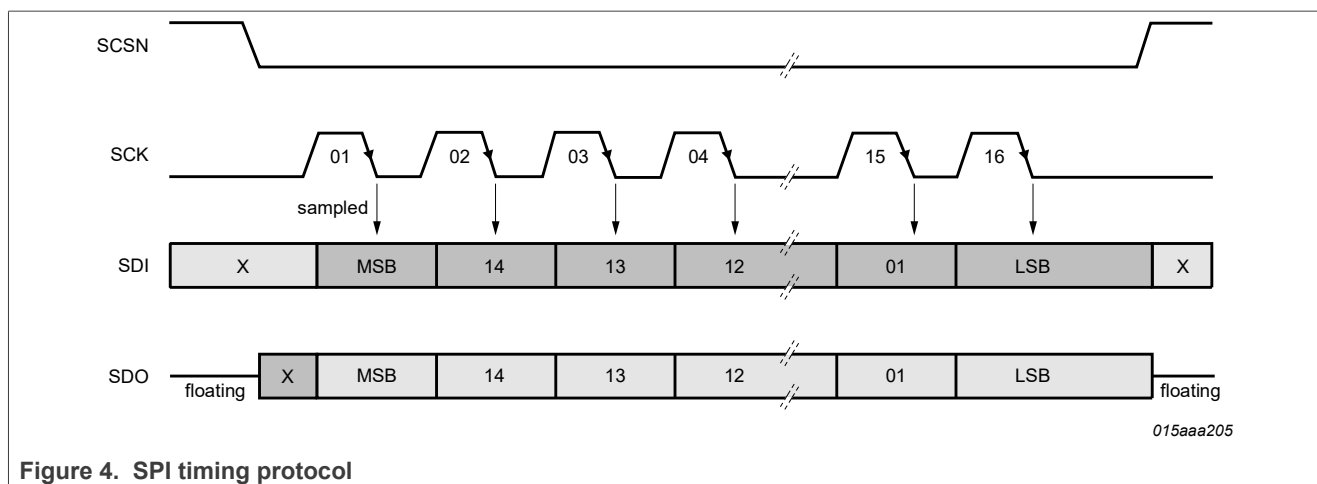 SCSN
SCK 01 02 03 04 15 16
sampled
SDI X MSB 14 13 12 01 LSB X
SDO floating X MSB 14 13 12 01 LSB floating
015aaa205
Figure 4. SPI timing protocol